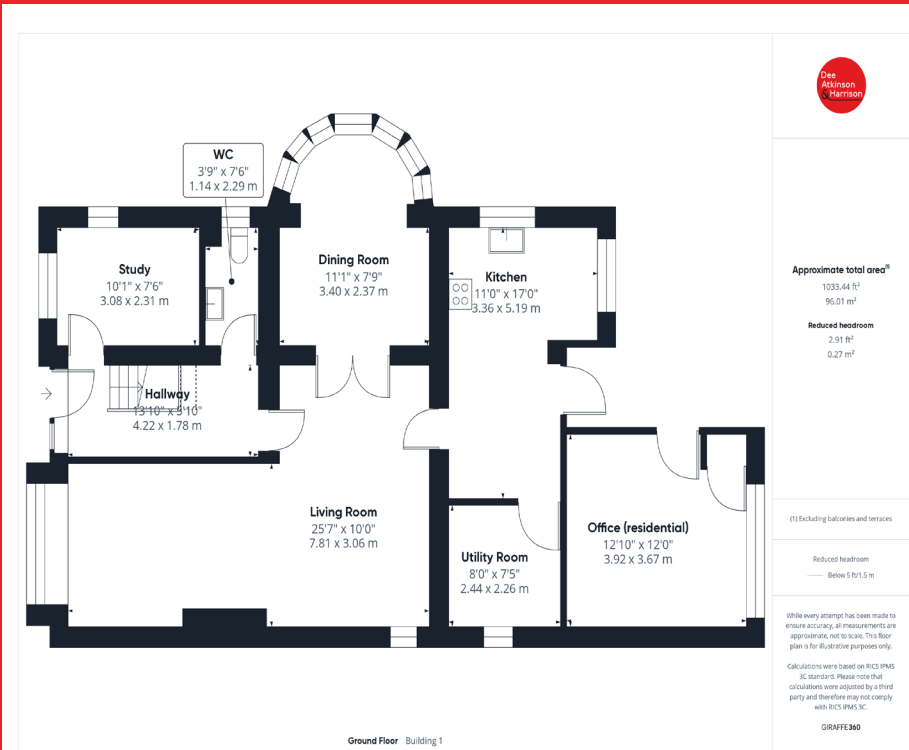 WC
3'9" x 7'6"
1.14 x 2.29 m
Study
10'1" x 7'6"
3.08 x 2.31 m
Dining Room
11'1" x 7'9"
3.40 x 2.37 m
Kitchen
11'0" x 17'0"
3.36 x 5.19 m
Hallway
13'10" x 5'10"
4.22 x 1.78 m
Living Room
25'7" x 10'0"
7.81 x 3.06 m
Utility Room
8'0" x 7'5"
2.44 x 2.26 m
Office (residential)
12'10" x 12'0"
3.92 x 3.67 m
Ground Floor Building 1
Dee
Atkinson
& Harrison
Approximate total area(1)
1033.44 ft²
96.01 m²
Reduced headroom
2.91 ft²
0.27 m²
(1) Excluding balconies and terraces
Reduced headroom
Below 5 ft/1.5 m
While every attempt has been made to
ensure accuracy, all measurements are
approximate, not to scale. This floor
plan is for illustrative purposes only.
Calculations were based on RICS IPMS
3C standard. Please note that
calculations were adjusted by a third
party and therefore may not comply
with RICS IPMS 3C.
GIRAFFE360